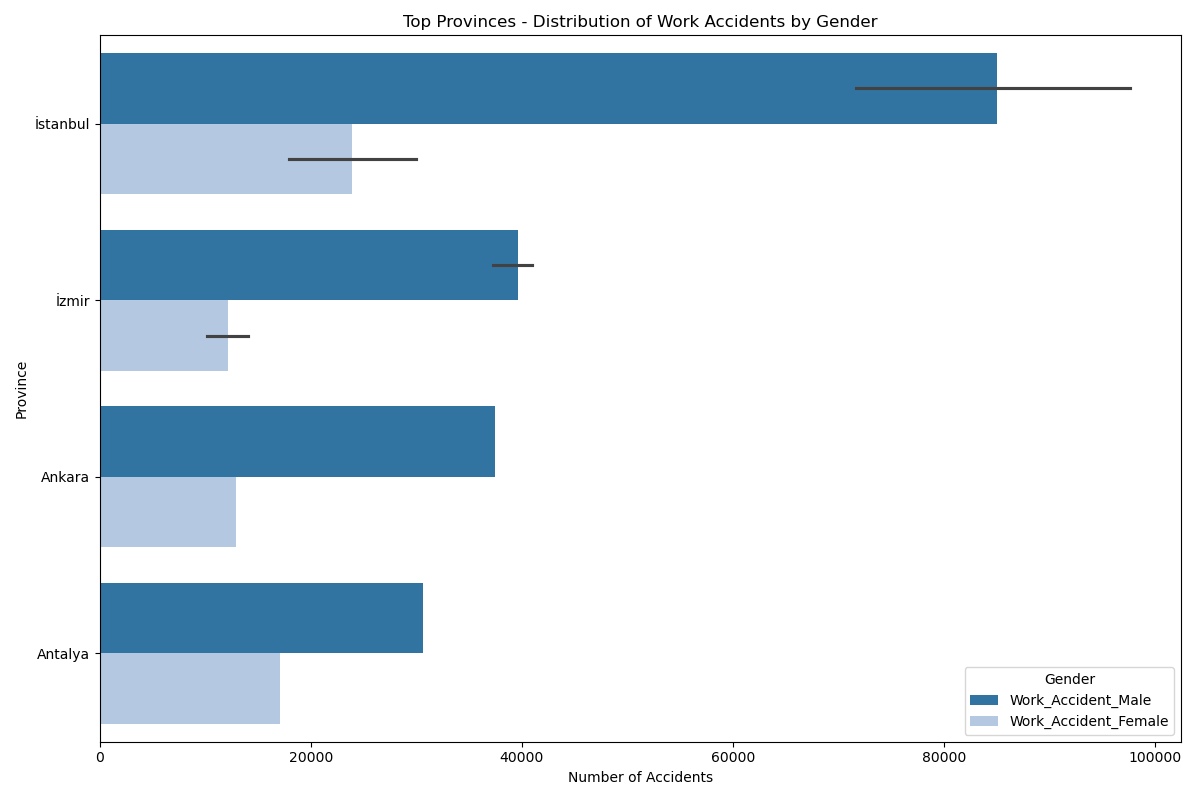 Top Provinces - Distribution of Work Accidents by Gender
İstanbul
İzmir
Ankara
Antalya
Province
0 20000 40000 60000 80000 100000
Number of Accidents
Gender
Work_Accident_Male
Work_Accident_Female